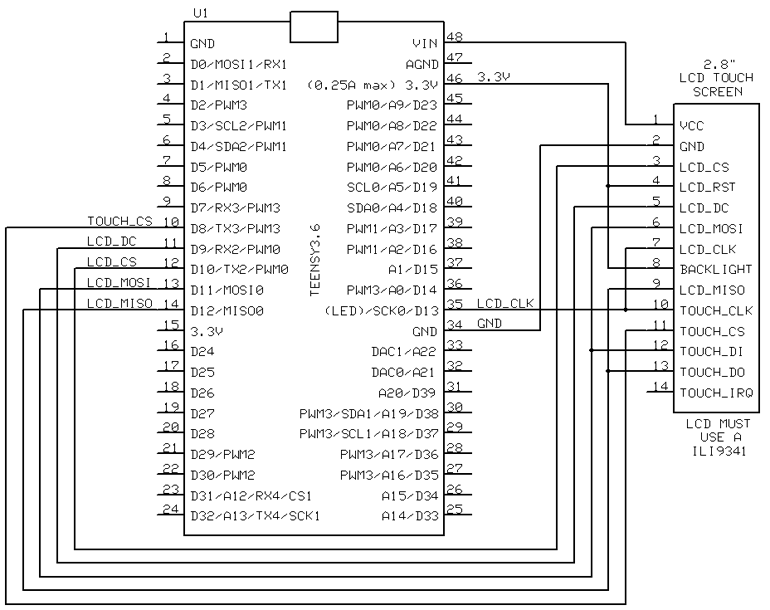 U1
1 GND VIN 48
2 D0/MOSI1/RX1 AGND 47
3 D1/MISO1/TX1 (0.25A max) 3.3V 46 3.3V
4 D2/PWM3 PWM0/A9/D23 45
5 D3/SCL2/PWM1 PWM0/A8/D22 44
6 D4/SDA2/PWM1 PWM0/A7/D21 43
7 D5/PWM0 PWM0/A6/D20 42
8 D6/PWM0 SCL0/A5/D19 41
9 D7/RX3/PWM3 SDA0/A4/D18 40
TOUCH_CS 10 D8/TX3/PWM3 PWM1/A3/D17 39
LCD_DC 11 D9/RX2/PWM0 PWM1/A2/D16 38
LCD_CS 12 D10/TX2/PWM0 A1/D15 37
LCD_MOSI 13 D11/MOSI0 PWM3/A0/D14 36
LCD_MISO 14 D12/MISO0 (LED)/SCK0/D13 35 LCD_CLK
15 3.3V GND 34 GND
16 D24 DAC1/A22 33
17 D25 DAC0/A21 32
18 D26 A20/D39 31
19 D27 PWM3/SDA1/A19/D38 30
20 D28 PWM3/SCL1/A18/D37 29
21 D29/PWM2 PWM3/A17/D36 28
22 D30/PWM2 PWM3/A16/D35 27
23 D31/A12/RX4/CS1 A15/D34 26
24 D32/A13/TX4/SCK1 A14/D33 25
TEENSY3.6
2.8"
LCD TOUCH
SCREEN
1 VCC
2 GND
3 LCD_CS
4 LCD_RST
5 LCD_DC
6 LCD_MOSI
7 LCD_CLK
8 BACKLIGHT
9 LCD_MISO
10 TOUCH_CLK
11 TOUCH_CS
12 TOUCH_DI
13 TOUCH_DO
14 TOUCH_IRQ
LCD MUST
USE A
ILI9341